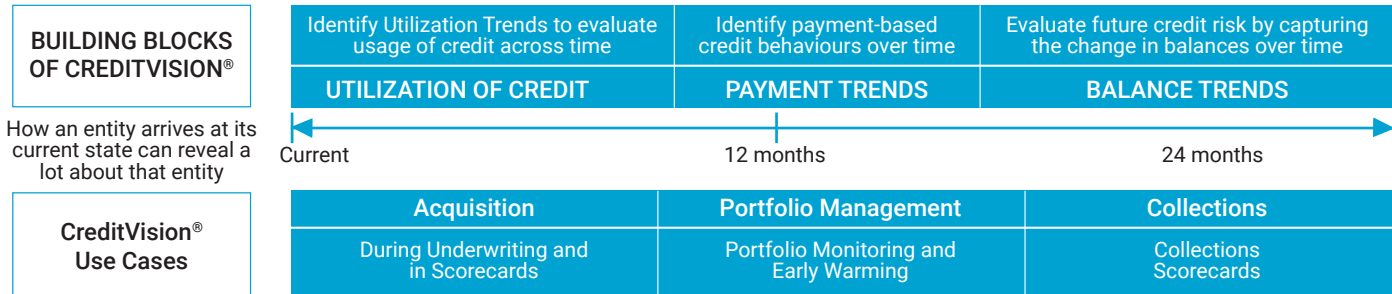 BUILDING BLOCKS
OF CREDITVISION®
Identify Utilization Trends to evaluate
usage of credit across time
Identify payment-based
credit behaviours over time
Evaluate future credit risk by capturing
the change in balances over time
UTILIZATION OF CREDIT
PAYMENT TRENDS
BALANCE TRENDS
How an entity arrives at its
current state can reveal a
lot about that entity
Current
12 months
24 months
CreditVision®
Use Cases
Acquisition
Portfolio Management
Collections
During Underwriting and
in Scorecards
Portfolio Monitoring and
Early Warming
Collections
Scorecards